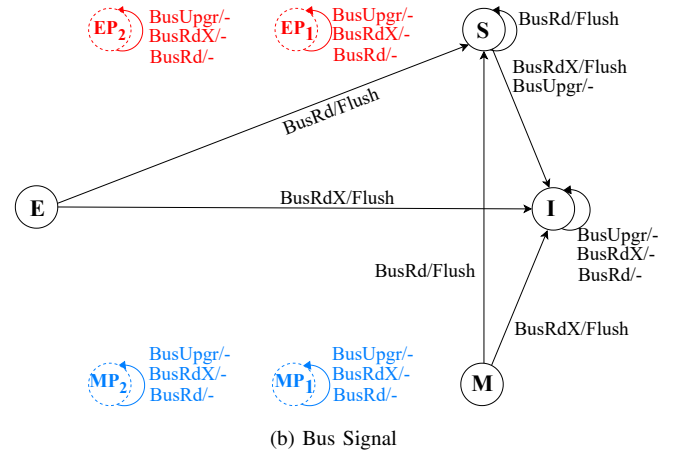 EP2
BusUpgr/-
BusRdX/-
BusRd/-
EP1
BusUpgr/-
BusRdX/-
BusRd/-
S
BusRd/Flush
BusRdX/Flush
BusUpgr/-
BusRd/Flush
E
BusRdX/Flush
I
BusUpgr/-
BusRdX/-
BusRd/-
BusRd/Flush
BusRdX/Flush
MP2
BusUpgr/-
BusRdX/-
BusRd/-
MP1
BusUpgr/-
BusRdX/-
BusRd/-
M
(b) Bus Signal